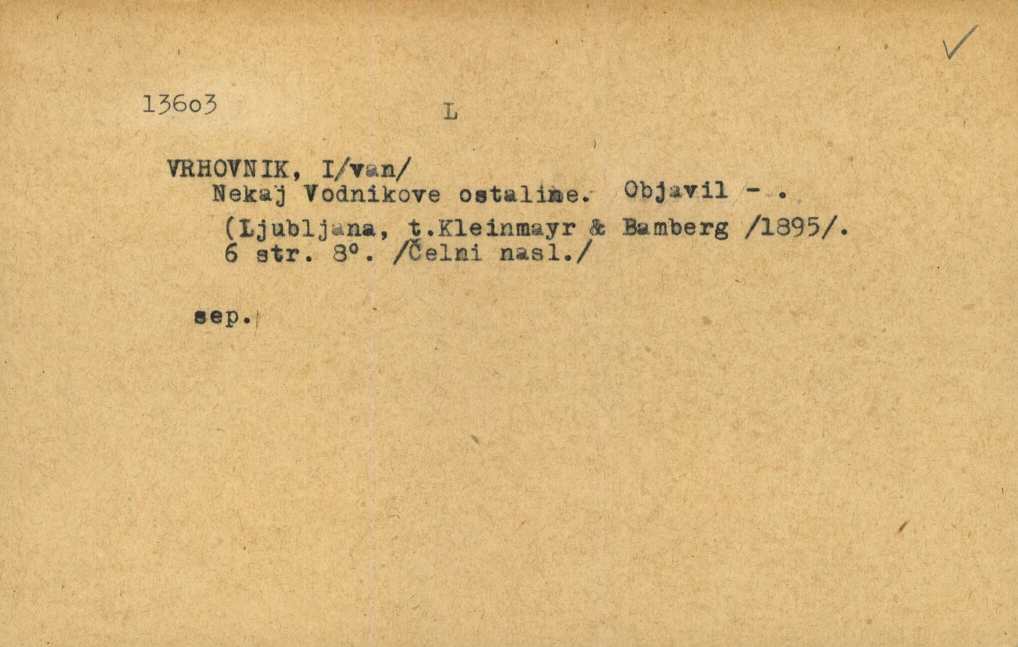 13603
L
VRHOVNIK, I/van/
Nekaj Vodnikove ostaline. Objavil - .
(Ljubljana, t.Kleinmayr & Bamberg /1895/.
6 str. 8°. /Čelni nasl./
sep.